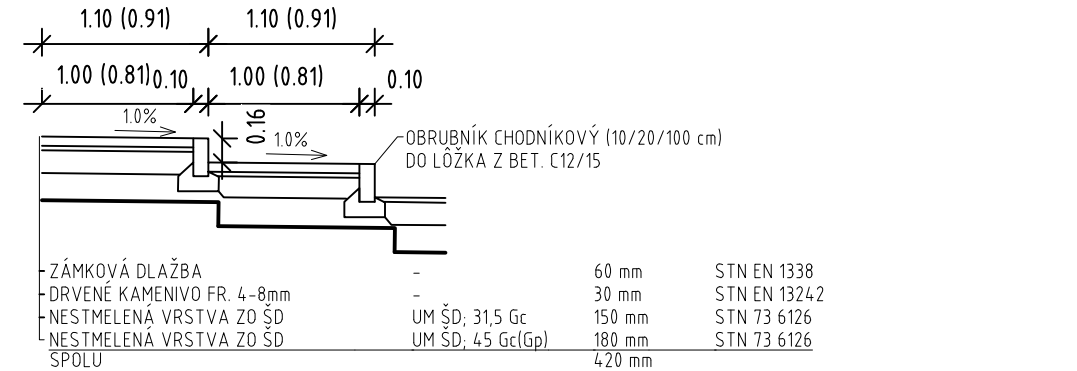 1.10 (0.91) 1.10 (0.91)
1.00 (0.81) 0.10 1.00 (0.81) 0.10
1.0% 0.16 1.0%
OBRUBNÍK CHODNÍKOVÝ (10/20/100 cm)
DO LÔŽKA Z BET. C12/15
ZÁMKOVÁ DLAŽBA - 60 mm STN EN 1338
DRVENÉ KAMENIVO FR. 4-8mm - 30 mm STN EN 13242
NESTMELENÁ VRSTVA ZO ŠD UM ŠD; 31,5 Gc 150 mm STN 73 6126
NESTMELENÁ VRSTVA ZO ŠD UM ŠD; 45 Gc(Gp) 180 mm STN 73 6126
SPOLU 420 mm